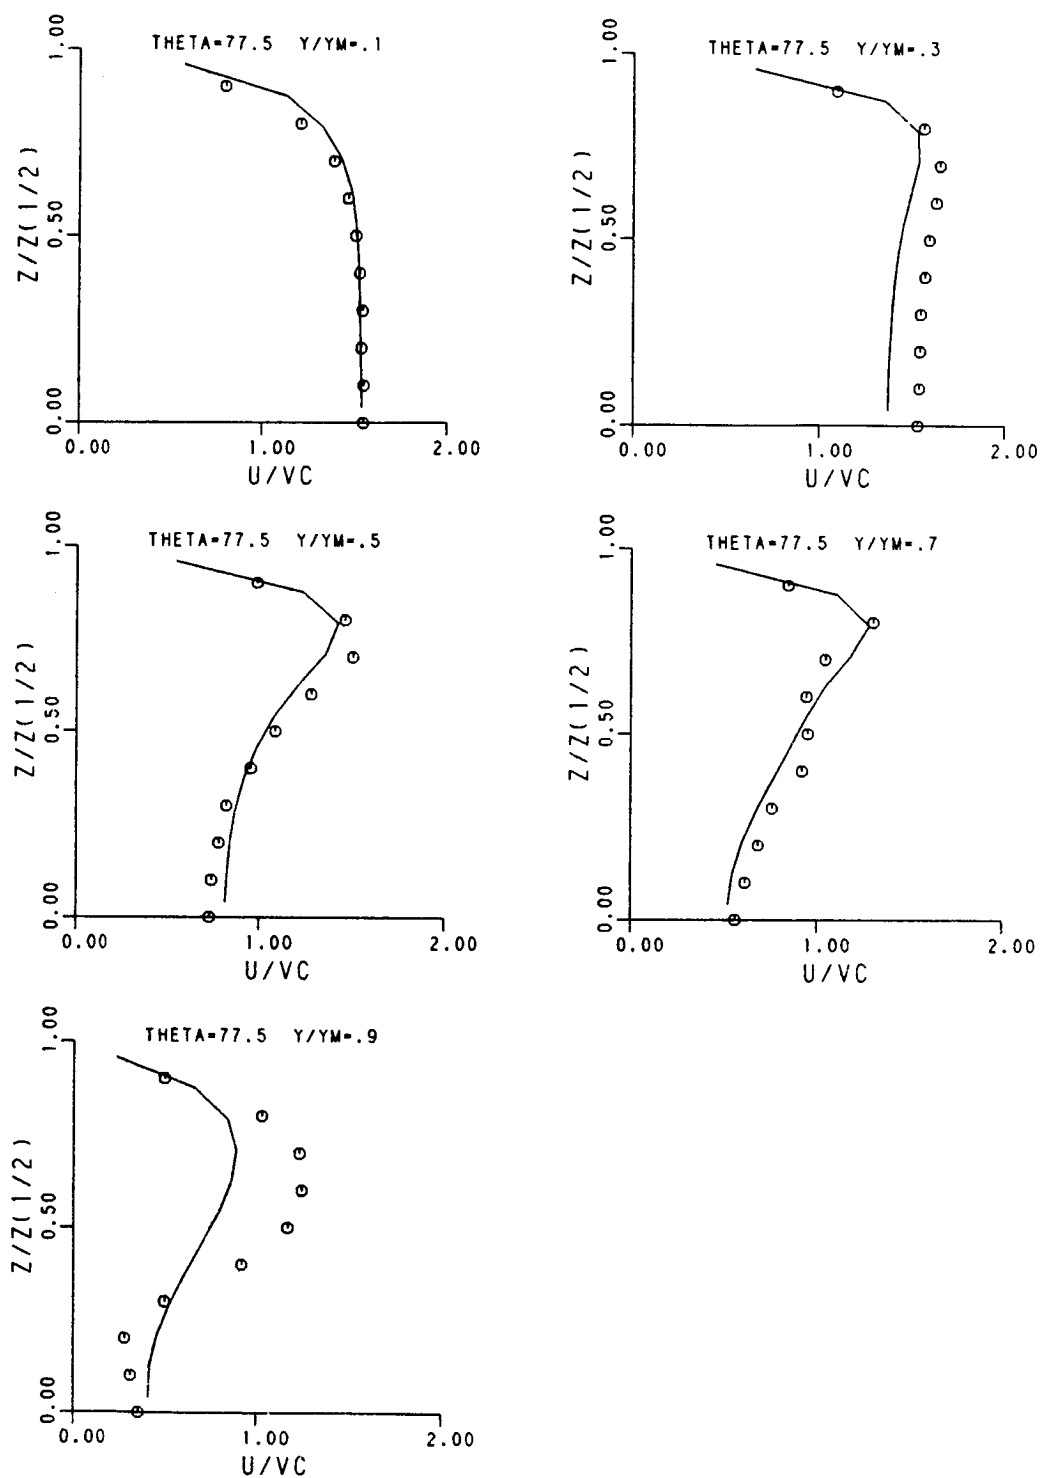 THETA=77.5 Y/YM=.1
1.00
0.50
0.00
Z/Z(1/2)
0.00 1.00 2.00
U/VC
THETA=77.5 Y/YM=.3
1.00
0.50
0.00
Z/Z(1/2)
0.00 1.00 2.00
U/VC
THETA=77.5 Y/YM=.5
1.00
0.50
0.00
Z/Z(1/2)
0.00 1.00 2.00
U/VC
THETA=77.5 Y/YM=.7
1.00
0.50
0.00
Z/Z(1/2)
0.00 1.00 2.00
U/VC
THETA=77.5 Y/YM=.9
1.00
0.50
0.00
Z/Z(1/2)
0.00 1.00 2.00
U/VC